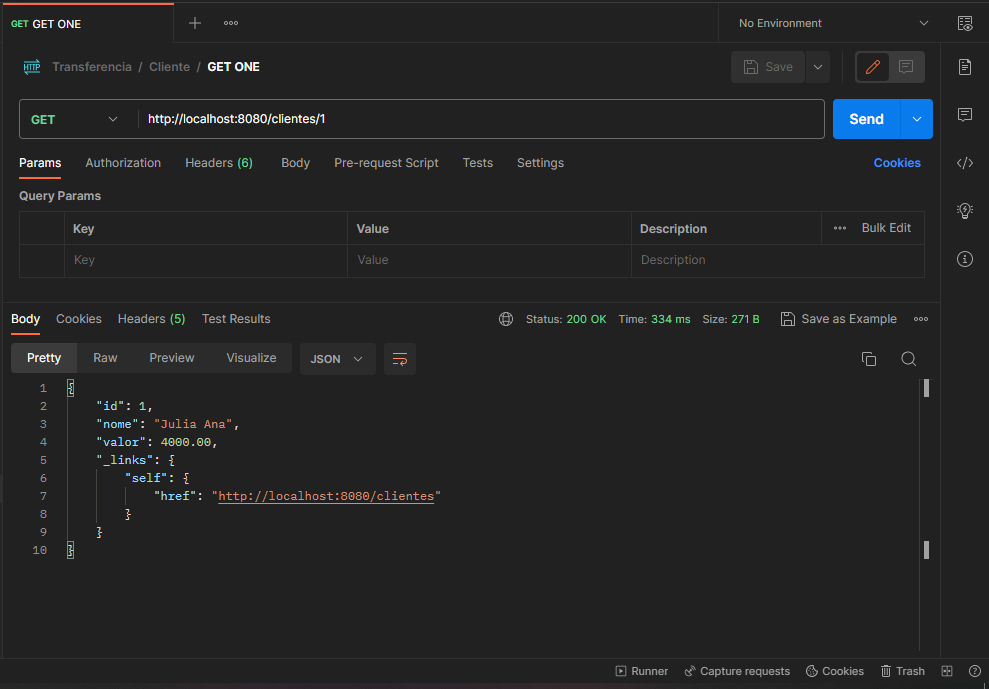 GET GET ONE
No Environment
HTTP Transferencia / Cliente / GET ONE
Save
GET http://localhost:8080/clientes/1
Send
Params Authorization Headers (6) Body Pre-request Script Tests Settings Cookies
Query Params
Key Value Description Bulk Edit
Key Value Description
Body Cookies Headers (5) Test Results Status: 200 OK Time: 334 ms Size: 271 B Save as Example
Pretty Raw Preview Visualize JSON
1 {
2 "id": 1,
3 "nome": "Julia Ana",
4 "valor": 4000.00,
5 "_links": {
6 "self": {
7 "href": "http://localhost:8080/clientes"
8 }
9 }
10 }
Runner Capture requests Cookies Trash